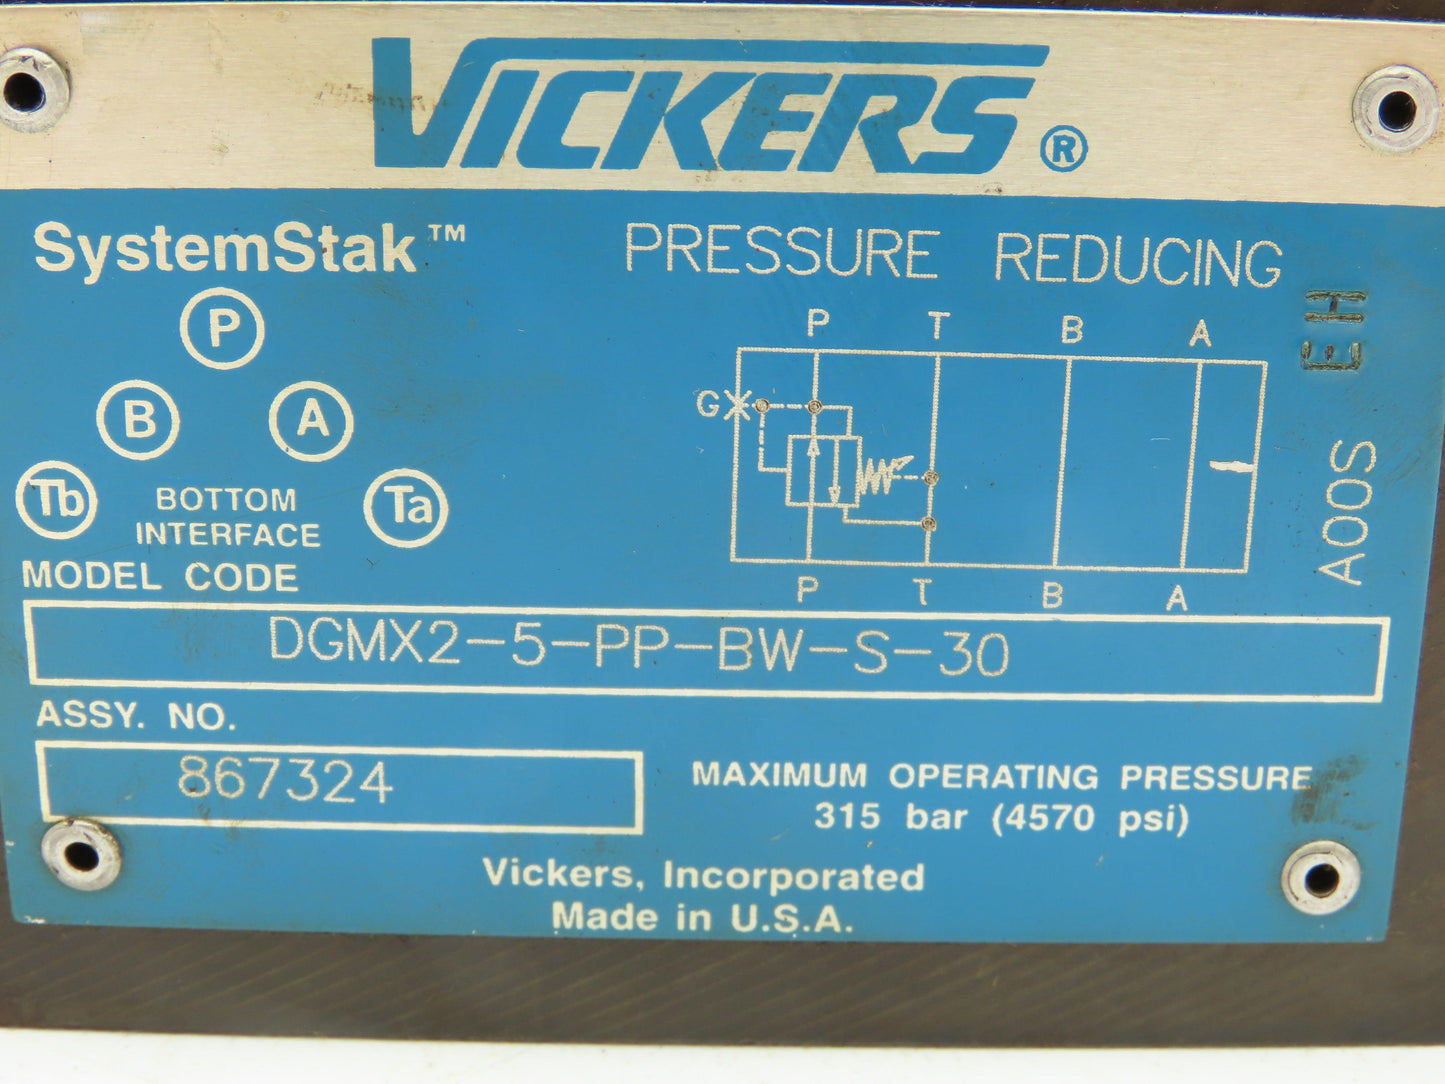 VICKERS®
SystemStak™ PRESSURE REDUCING
P
B A
Tb Ta
BOTTOM
INTERFACE
P T B A
G
P T B A
EH
A00S
MODEL CODE
DGMX2-5-PP-BW-S-30
ASSY. NO.
867324
MAXIMUM OPERATING PRESSURE
315 bar (4570 psi)
Vickers, Incorporated
Made in U.S.A.